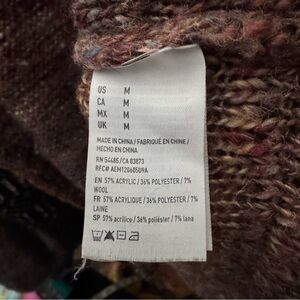 US M
CA M
MX M
UK M
MADE IN CHINA / FABRIQUÉ EN CHINE /
HECHO EN CHINA
RN 54485/CA 03873
RFC# AEM12060509A
EN 57% ACRYLIC / 36% POLYESTER / 7%
WOOL
FR 57% ACRYLIQUE / 36% POLYESTER / 7%
LAINE
SP 57% acrílico / 36% poliéster / 7% lana